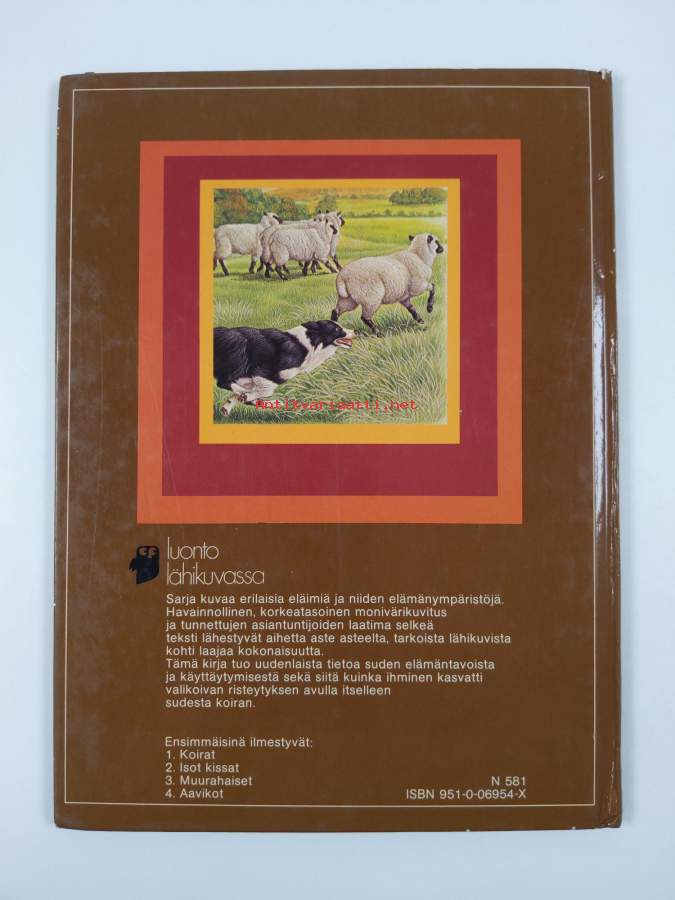 Antikvariaatti.net
luonto
lähikuvassa
Sarja kuvaa erilaisia eläimiä ja niiden elämänympäristöjä.
Havainnollinen, korkeatasoinen monivärikuvitus
ja tunnettujen asiantuntijoiden laatima selkeä
teksti lähestyvät aihetta aste asteelta, tarkoista lähikuvista
kohti laajaa kokonaisuutta.
Tämä kirja tuo uudenlaista tietoa suden elämäntavoista
ja käyttäytymisestä sekä siitä kuinka ihminen kasvatti
valikoivan risteytyksen avulla itselleen
sudesta koiran.
Ensimmäisinä ilmestyvät:
1. Koirat
2. Isot kissat
3. Muurahaiset
4. Aavikot
N 581
ISBN 951-0-06954-X